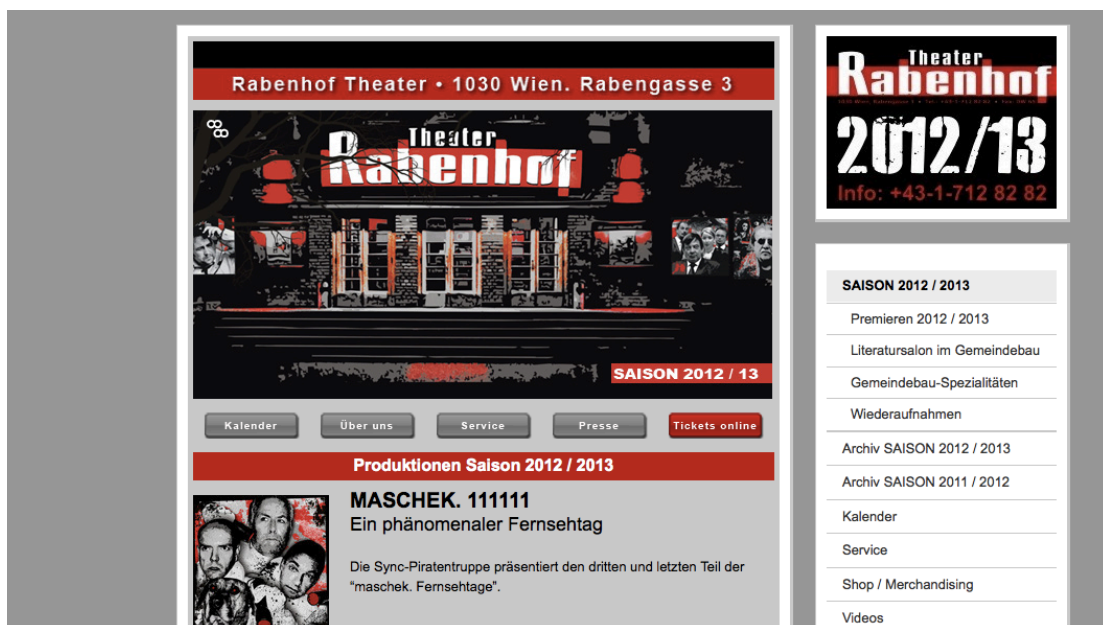 Rabenhof Theater • 1030 Wien. Rabengasse 3
Theater
Rabenhof
SAISON 2012 / 13
Kalender
Über uns
Service
Presse
Tickets online
Produktionen Saison 2012 / 2013
MASCHEK. 111111
Ein phänomenaler Fernsehtag
Die Sync-Piratentruppe präsentiert den dritten und letzten Teil der
“maschek. Fernsehtage”.
Theater
Rabenhof
2012/13
Info: +43-1-712 82 82
SAISON 2012 / 2013
Premieren 2012 / 2013
Literatursalon im Gemeindebau
Gemeindebau-Spezialitäten
Wiederaufnahmen
Archiv SAISON 2012 / 2013
Archiv SAISON 2011 / 2012
Kalender
Service
Shop / Merchandising
Videos